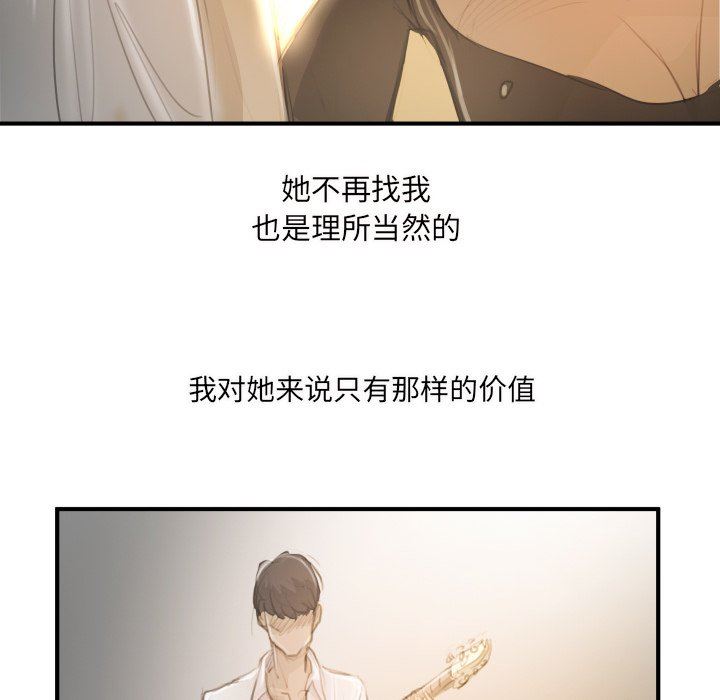 她不再找我
也是理所当然的
我对她来说只有那样的价值